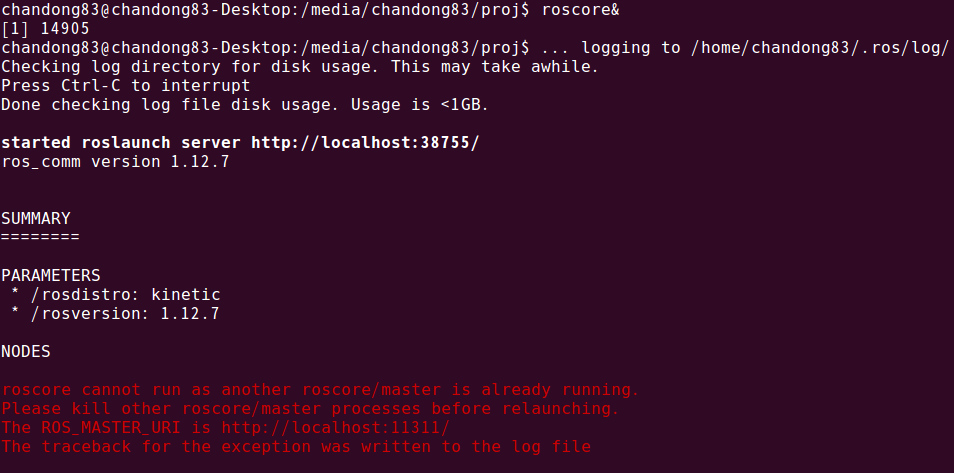 chandong83@chandong83-Desktop:/media/chandong83/proj$ roscore&
[1] 14905
chandong83@chandong83-Desktop:/media/chandong83/proj$ ... logging to /home/chandong83/.ros/log/
Checking log directory for disk usage. This may take awhile.
Press Ctrl-C to interrupt
Done checking log file disk usage. Usage is <1GB.
started roslaunch server http://localhost:38755/
ros_comm version 1.12.7
SUMMARY
========
PARAMETERS
* /rosdistro: kinetic
* /rosversion: 1.12.7
NODES
roscore cannot run as another roscore/master is already running.
Please kill other roscore/master processes before relaunching.
The ROS_MASTER_URI is http://localhost:11311/
The traceback for the exception was written to the log file